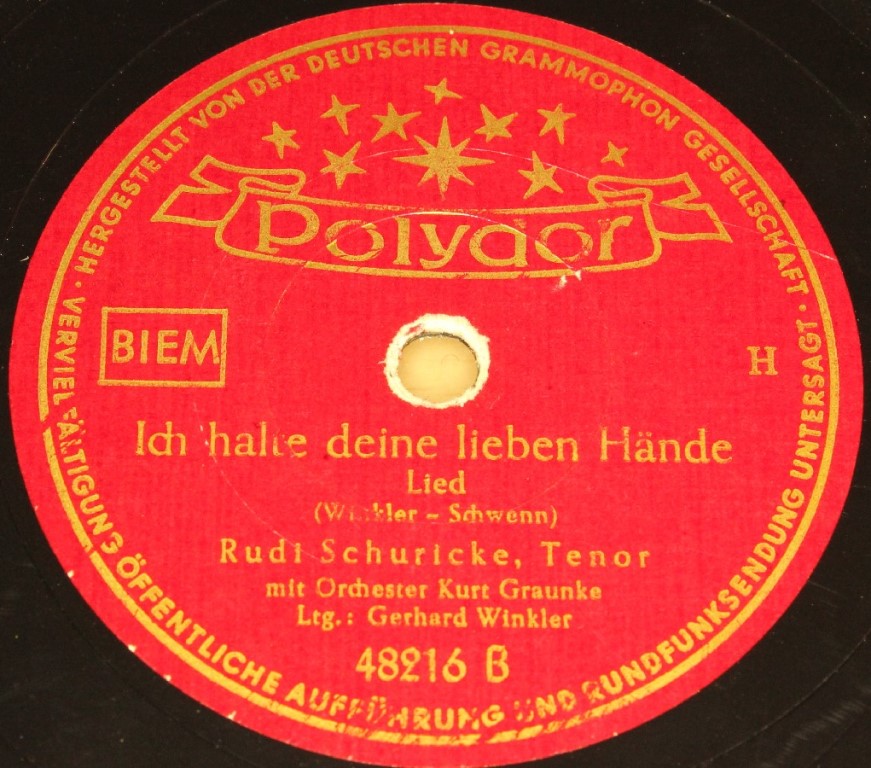 HERGESTELLT VON DER DEUTSCHEN GRAMMOPHON GESELLSCHAFT · VERVIELFÄLTIGUNG ÖFFENTLICHE AUFFÜHRUNG UND RUNDFUNKSENDUNG UNTERSAGT ·
Polydor
BIEM
H
Ich halte deine lieben Hände
Lied
(Winkler – Schwenn)
Rudi Schuricke, Tenor
mit Orchester Kurt Graunke
Ltg.: Gerhard Winkler
48216 B